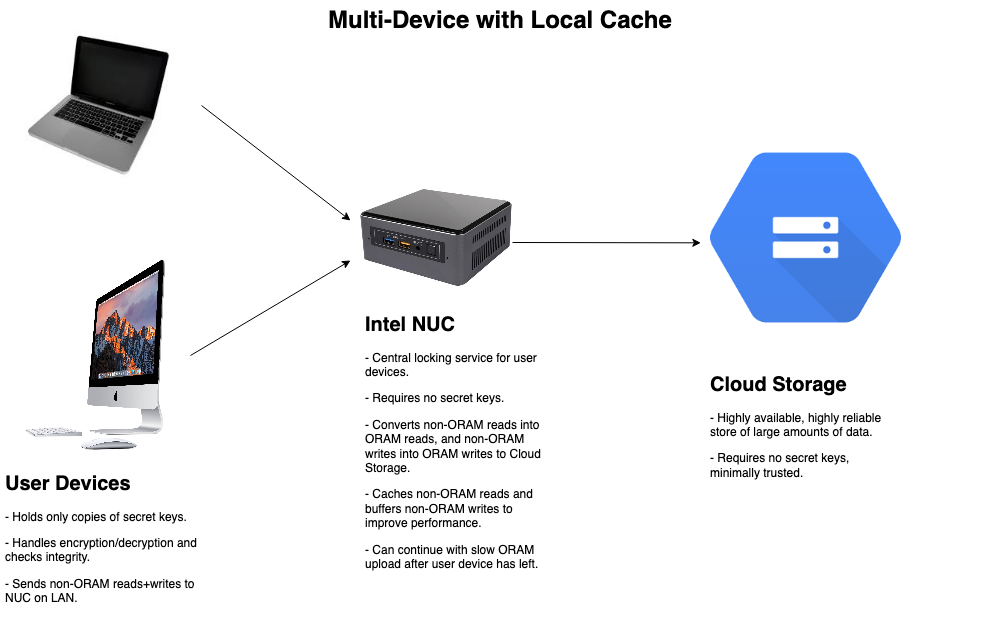 Multi-Device with Local Cache
Intel NUC
- Central locking service for user
devices.
- Requires no secret keys.
- Converts non-ORAM reads into
ORAM reads, and non-ORAM
writes into ORAM writes to Cloud
Storage.
- Caches non-ORAM reads and
buffers non-ORAM writes to
improve performance.
- Can continue with slow ORAM
upload after user device has left.
Cloud Storage
- Highly available, highly reliable
store of large amounts of data.
- Requires no secret keys,
minimally trusted.
User Devices
- Holds only copies of secret keys.
- Handles encryption/decryption and
checks integrity.
- Sends non-ORAM reads+writes to
NUC on LAN.